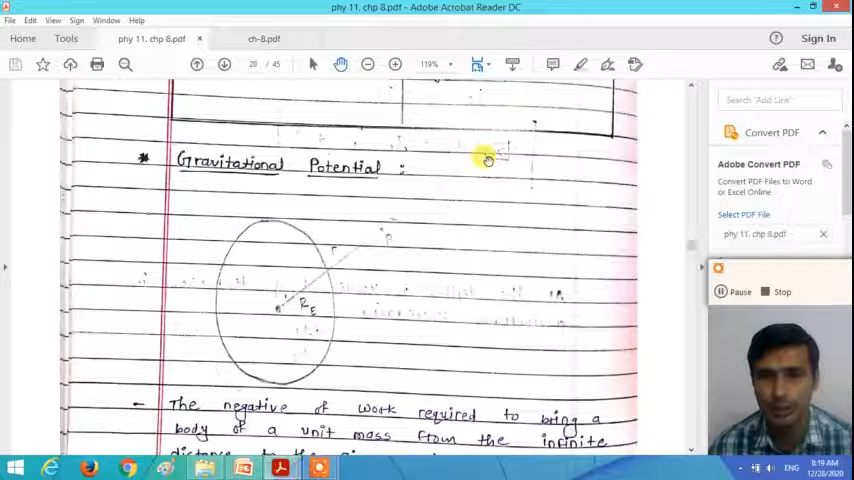 phy 11. chp 8.pdf - Adobe Acrobat Reader DC
File Edit View Sign Window Help
Home Tools phy 11. chp 8.pdf × ch-8.pdf Sign In
20 / 45 119%
Search 'Add Link'
Convert PDF
Adobe Convert PDF
Convert PDF Files to Word
or Excel Online
Select PDF File
phy 11. chp 8.pdf
Pause Stop
* Gravitational Potential :
r
P
RE
- The negative of work required to bring a
body of a unit mass from the infinite
ENG 8:19 AM
12/28/2020